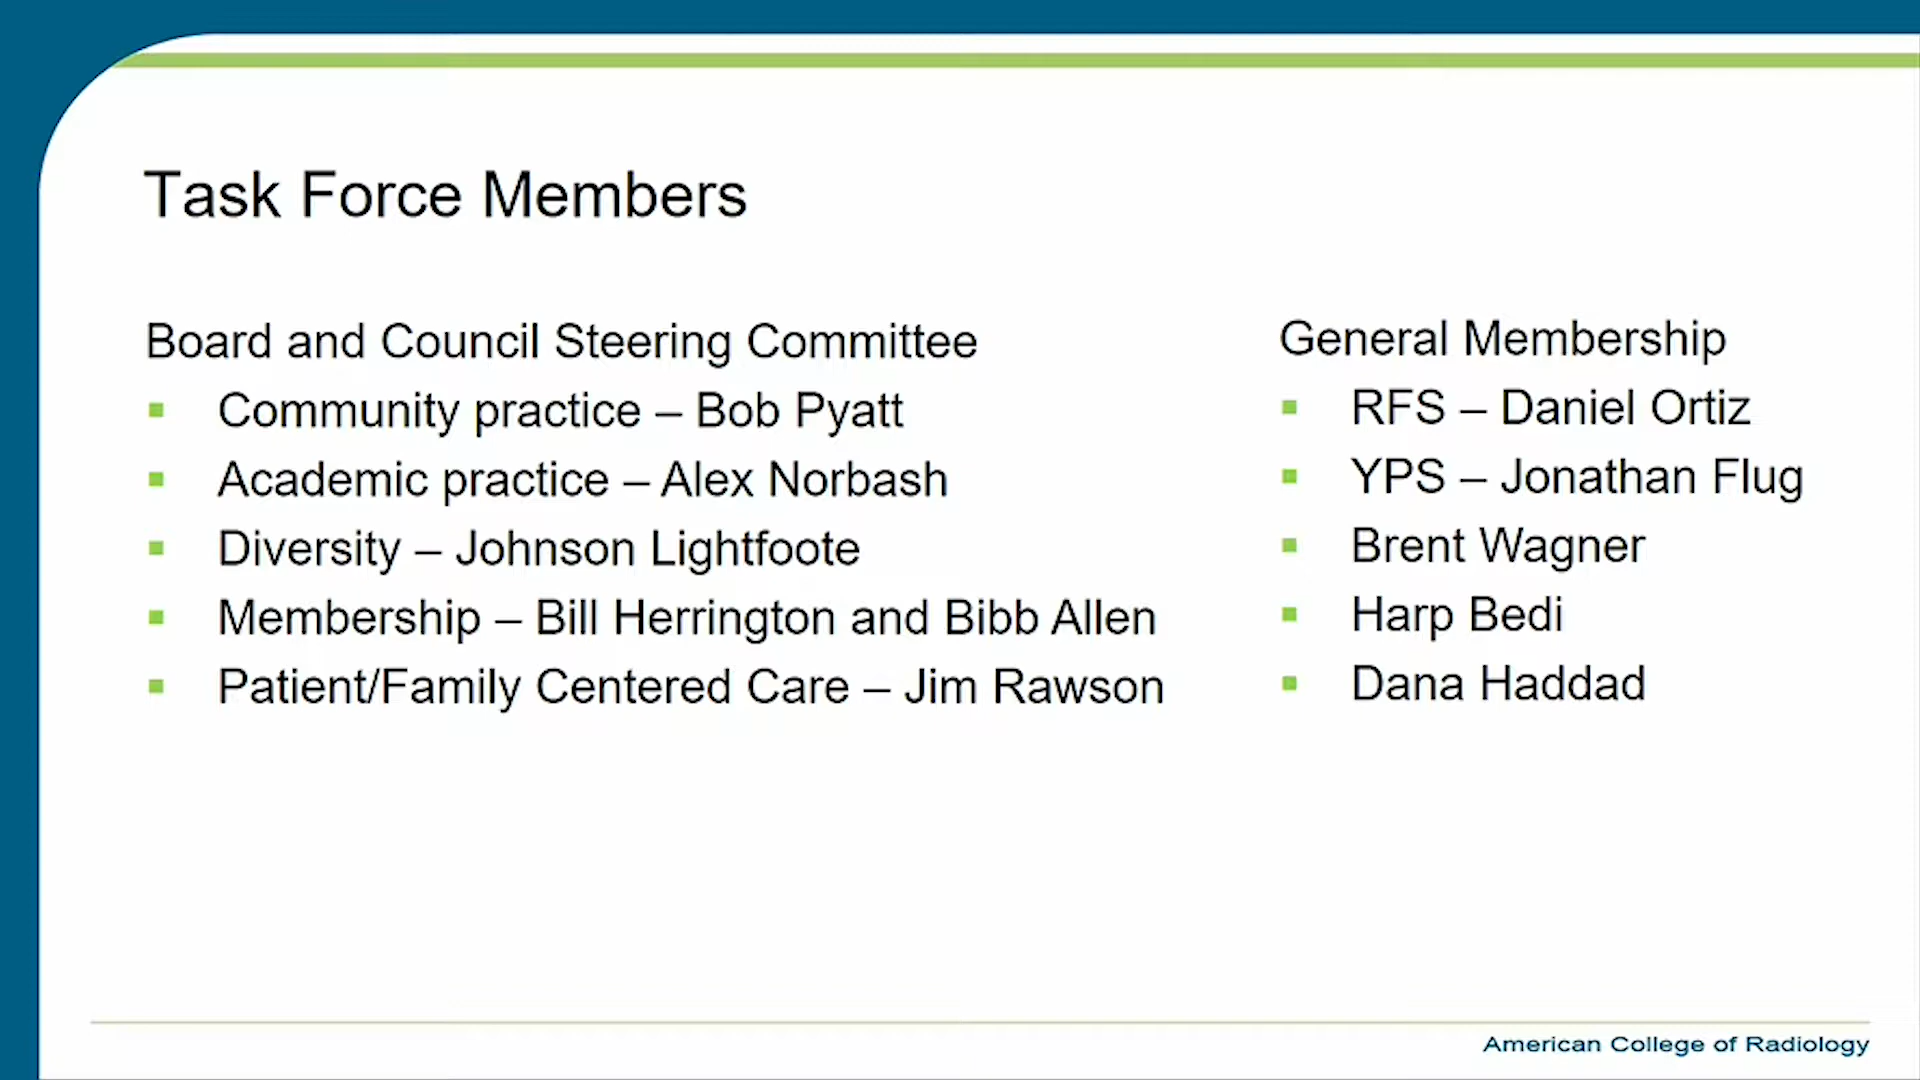 Task Force Members
Board and Council Steering Committee
Community practice – Bob Pyatt
Academic practice – Alex Norbash
Diversity – Johnson Lightfoote
Membership – Bill Herrington and Bibb Allen
Patient/Family Centered Care – Jim Rawson
General Membership
RFS – Daniel Ortiz
YPS – Jonathan Flug
Brent Wagner
Harp Bedi
Dana Haddad
American College of Radiology